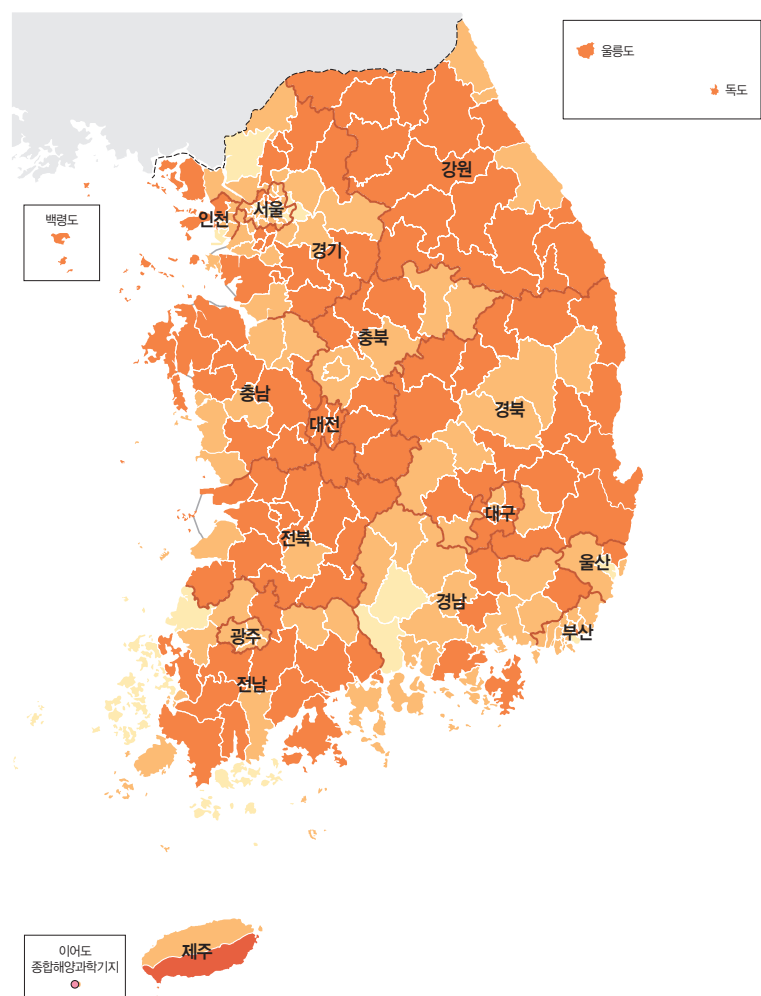 울릉도
독도
강원
백령도
인천
서울
경기
충북
충남
경북
대전
대구
전북
울산
경남
부산
광주
전남
제주
이어도
종합해양과학기지